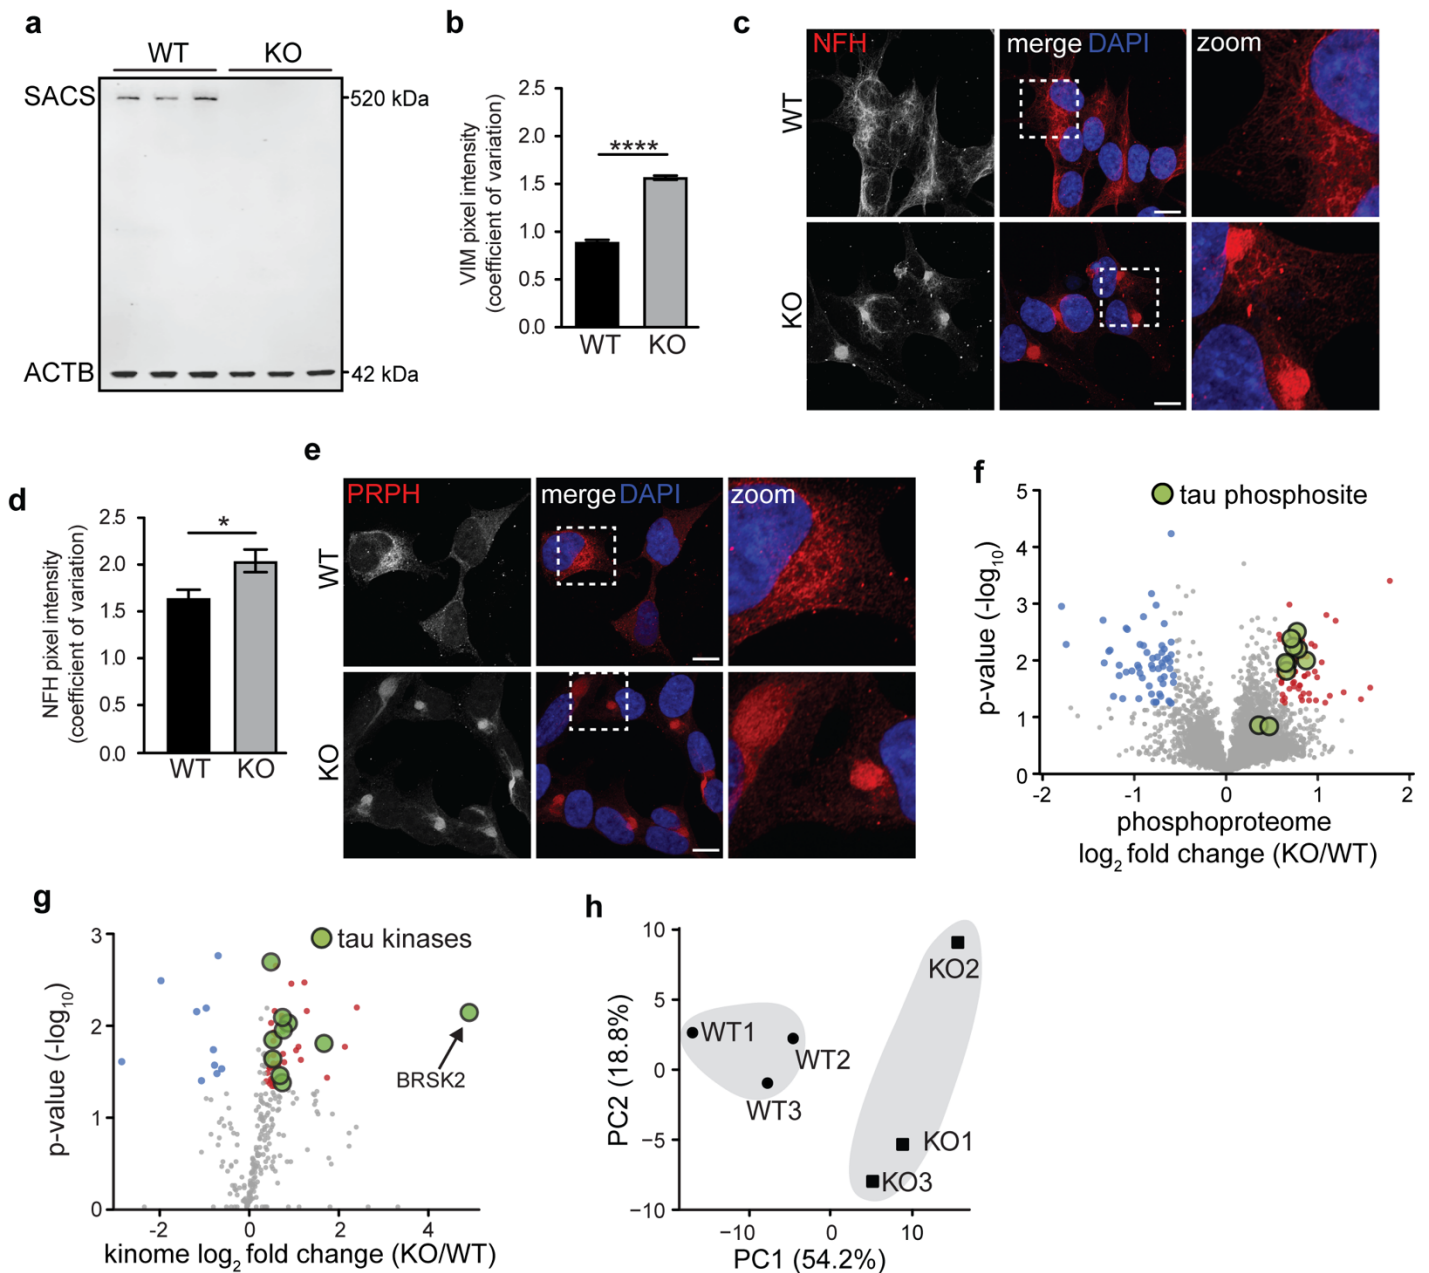 a
WT KO
SACS
520 kDa
ACTB
42 kDa
b
VIM pixel intensity
(coefficient of variation)
2.5
2.0
1.5
1.0
0.5
0.0
****
WT KO
c
NFH
merge DAPI
zoom
WT
KO
d
NFH pixel intensity
(coefficient of variation)
2.5
2.0
1.5
1.0
0.5
0.0
*
WT KO
e
PRPH
merge DAPI
zoom
WT
KO
f
tau phosphosite
p-value (-log10)
5
4
3
2
1
0
-2 -1 0 1 2
phosphoproteome
log2 fold change (KO/WT)
g
tau kinases
BRSK2
p-value (-log10)
3
2
1
0
-2 0 2 4
kinome log2 fold change (KO/WT)
h
PC2 (18.8%)
10
5
0
−5
−10
KO2
WT1
WT2
WT3
KO1
KO3
−10 0 10
PC1 (54.2%)